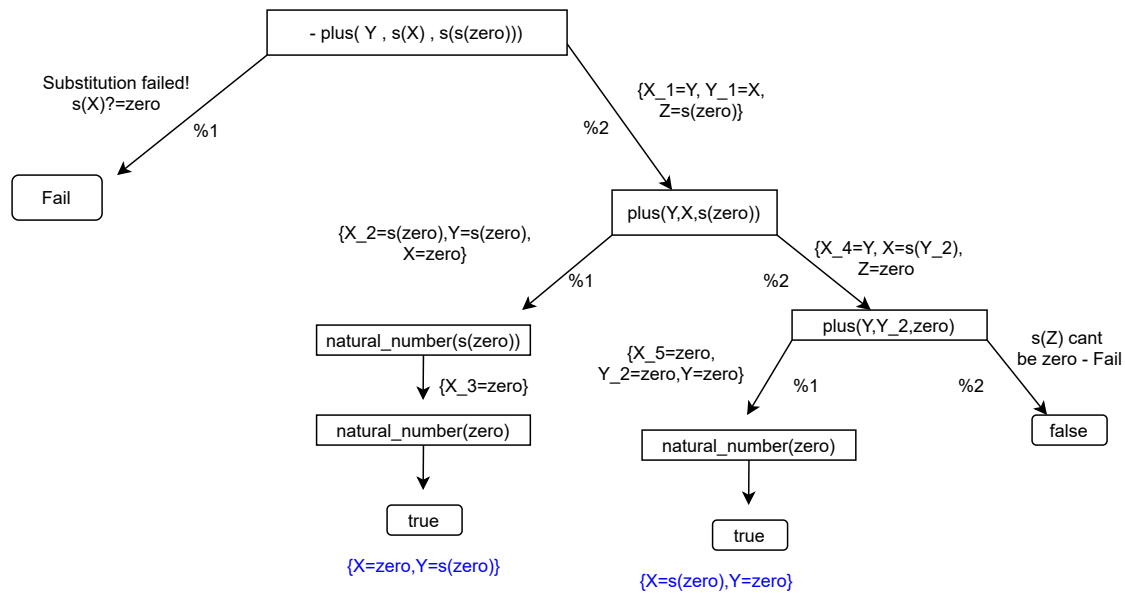 - plus( Y , s(X) , s(s(zero)))
Substitution failed!
s(X)?=zero
%1
{X_1=Y, Y_1=X,
Z=s(zero)}
%2
Fail
plus(Y,X,s(zero))
{X_2=s(zero),Y=s(zero),
X=zero}
%1
{X_4=Y, X=s(Y_2),
Z=zero
%2
natural_number(s(zero))
plus(Y,Y_2,zero)
{X_3=zero}
{X_5=zero,
Y_2=zero,Y=zero}
%1
s(Z) cant
be zero - Fail
%2
natural_number(zero)
natural_number(zero)
false
true
true
{X=zero,Y=s(zero)}
{X=s(zero),Y=zero}